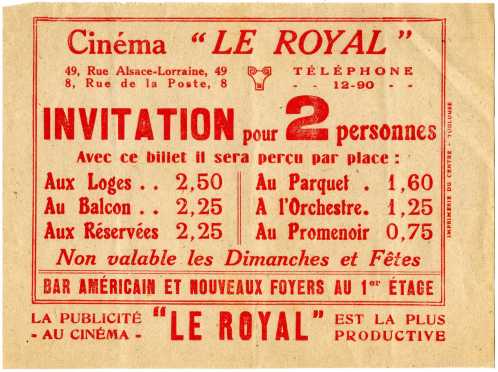 Cinéma "LE ROYAL"
49, Rue Alsace-Lorraine, 49
8, Rue de la Poste, 8
TÉLÉPHONE
- - 12-90 - -
INVITATION pour 2 personnes
Avec ce billet il sera perçu par place :
Aux Loges . . 2,50
Au Balcon . . 2,25
Aux Réservées 2,25
Au Parquet . 1,60
A l'Orchestre. 1,25
Au Promenoir 0,75
Non valable les Dimanches et Fêtes
BAR AMÉRICAIN ET NOUVEAUX FOYERS AU 1er ÉTAGE
LA PUBLICITÉ
- AU CINÉMA -
"LE ROYAL"
EST LA PLUS
PRODUCTIVE
IMPRIMERIE DU CENTRE - TOULOUSE